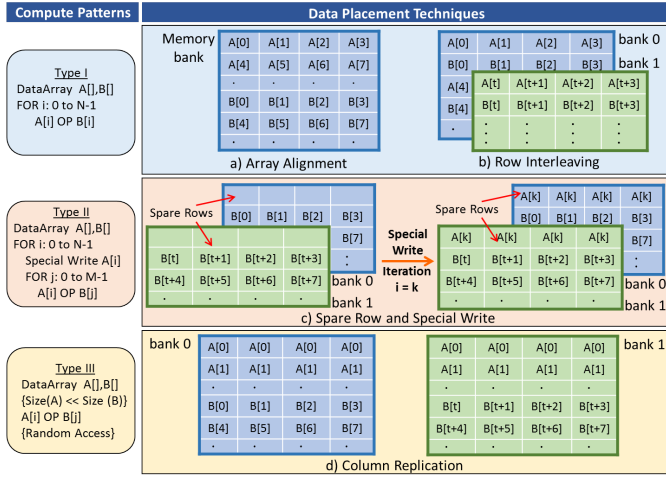 Compute Patterns
Data Placement Techniques
Type I
DataArray A[],B[]
FOR i: 0 to N-1
A[i] OP B[i]
Memory
bank
A[0] A[1] A[2] A[3]
A[4] A[5] A[6] A[7]
. . . .
B[0] B[1] B[2] B[3]
B[4] B[5] B[6] B[7]
. . . .
a) Array Alignment
A[0] A[1] A[2] A[3] bank 0
B[0] B[1] B[2] B[3] bank 1
A[4] A[t] A[t+1] A[t+2] A[t+3]
B[4] B[t] B[t+1] B[t+2] B[t+3]
b) Row Interleaving
Type II
DataArray A[],B[]
FOR i: 0 to N-1
Special Write A[i]
FOR j: 0 to M-1
A[i] OP B[j]
Spare Rows
B[0] B[1] B[2] B[3]
B[7]
B[t] B[t+1] B[t+2] B[t+3]
B[t+4] B[t+5] B[t+6] B[t+7]
bank 0
bank 1
Special
Write
Iteration
i = k
Spare Rows
A[k] A[k] A[k] A[k]
B[0] B[1] B[2] B[3]
A[k] A[k] A[k] A[k] B[7]
B[t] B[t+1] B[t+2] B[t+3]
B[t+4] B[t+5] B[t+6] B[t+7]
bank 0
bank 1
c) Spare Row and Special Write
Type III
DataArray A[],B[]
{Size(A) << Size (B)}
A[i] OP B[j]
{Random Access}
bank 0
A[0] A[0] A[0] A[0]
A[1] A[1] A[1] A[1]
. . . .
B[0] B[1] B[2] B[3]
B[4] B[5] B[6] B[7]
. . . .
bank 1
A[0] A[0] A[0] A[0]
A[1] A[1] A[1] A[1]
. . . .
B[t] B[t+1] B[t+2] B[t+3]
B[t+4] B[t+5] B[t+6] B[t+7]
. . . .
d) Column Replication